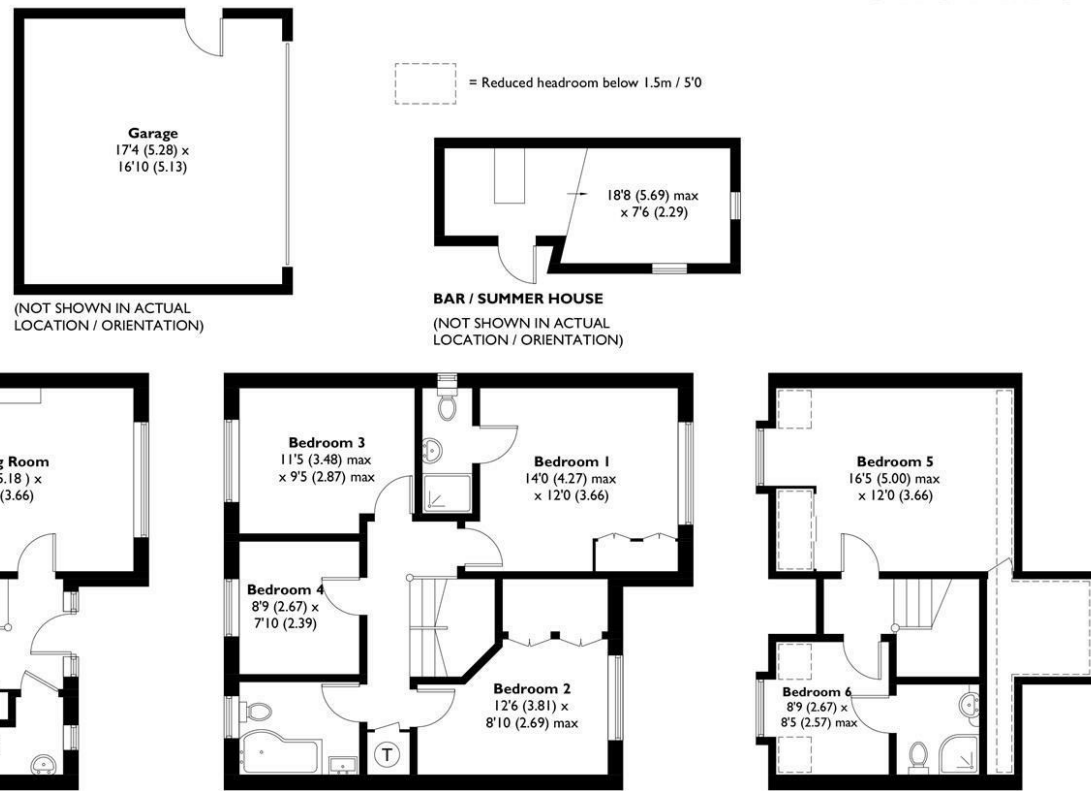 Garage
17'4 (5.28) x
16'10 (5.13)
(NOT SHOWN IN ACTUAL
LOCATION / ORIENTATION)
= Reduced headroom below 1.5m / 5'0
18'8 (5.69) max
x 7'6 (2.29)
BAR / SUMMER HOUSE
(NOT SHOWN IN ACTUAL
LOCATION / ORIENTATION)
g Room
5.18 ) x
(3.66)
Bedroom 3
11'5 (3.48) max
x 9'5 (2.87) max
Bedroom 1
14'0 (4.27) max
x 12'0 (3.66)
Bedroom 4
8'9 (2.67) x
7'10 (2.39)
Bedroom 2
12'6 (3.81) x
8'10 (2.69) max
T
Bedroom 5
16'5 (5.00) max
x 12'0 (3.66)
Bedroom 6
8'9 (2.67) x
8'5 (2.57) max